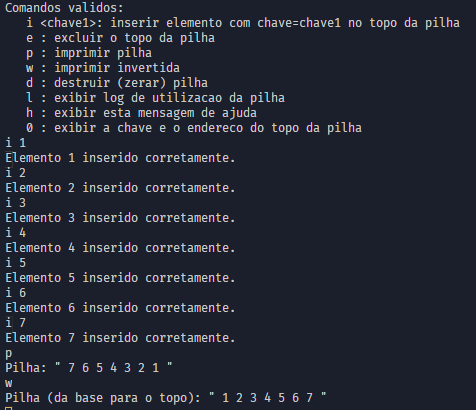 Comandos validos:
i <chave1>: inserir elemento com chave=chave1 no topo da pilha
e : excluir o topo da pilha
p : imprimir pilha
w : imprimir invertida
d : destruir (zerar) pilha
l : exibir log de utilizacao da pilha
h : exibir esta mensagem de ajuda
0 : exibir a chave e o endereco do topo da pilha
i 1
Elemento 1 inserido corretamente.
i 2
Elemento 2 inserido corretamente.
i 3
Elemento 3 inserido corretamente.
i 4
Elemento 4 inserido corretamente.
i 5
Elemento 5 inserido corretamente.
i 6
Elemento 6 inserido corretamente.
i 7
Elemento 7 inserido corretamente.
p
Pilha: " 7 6 5 4 3 2 1 "
w
Pilha (da base para o topo): " 1 2 3 4 5 6 7 "